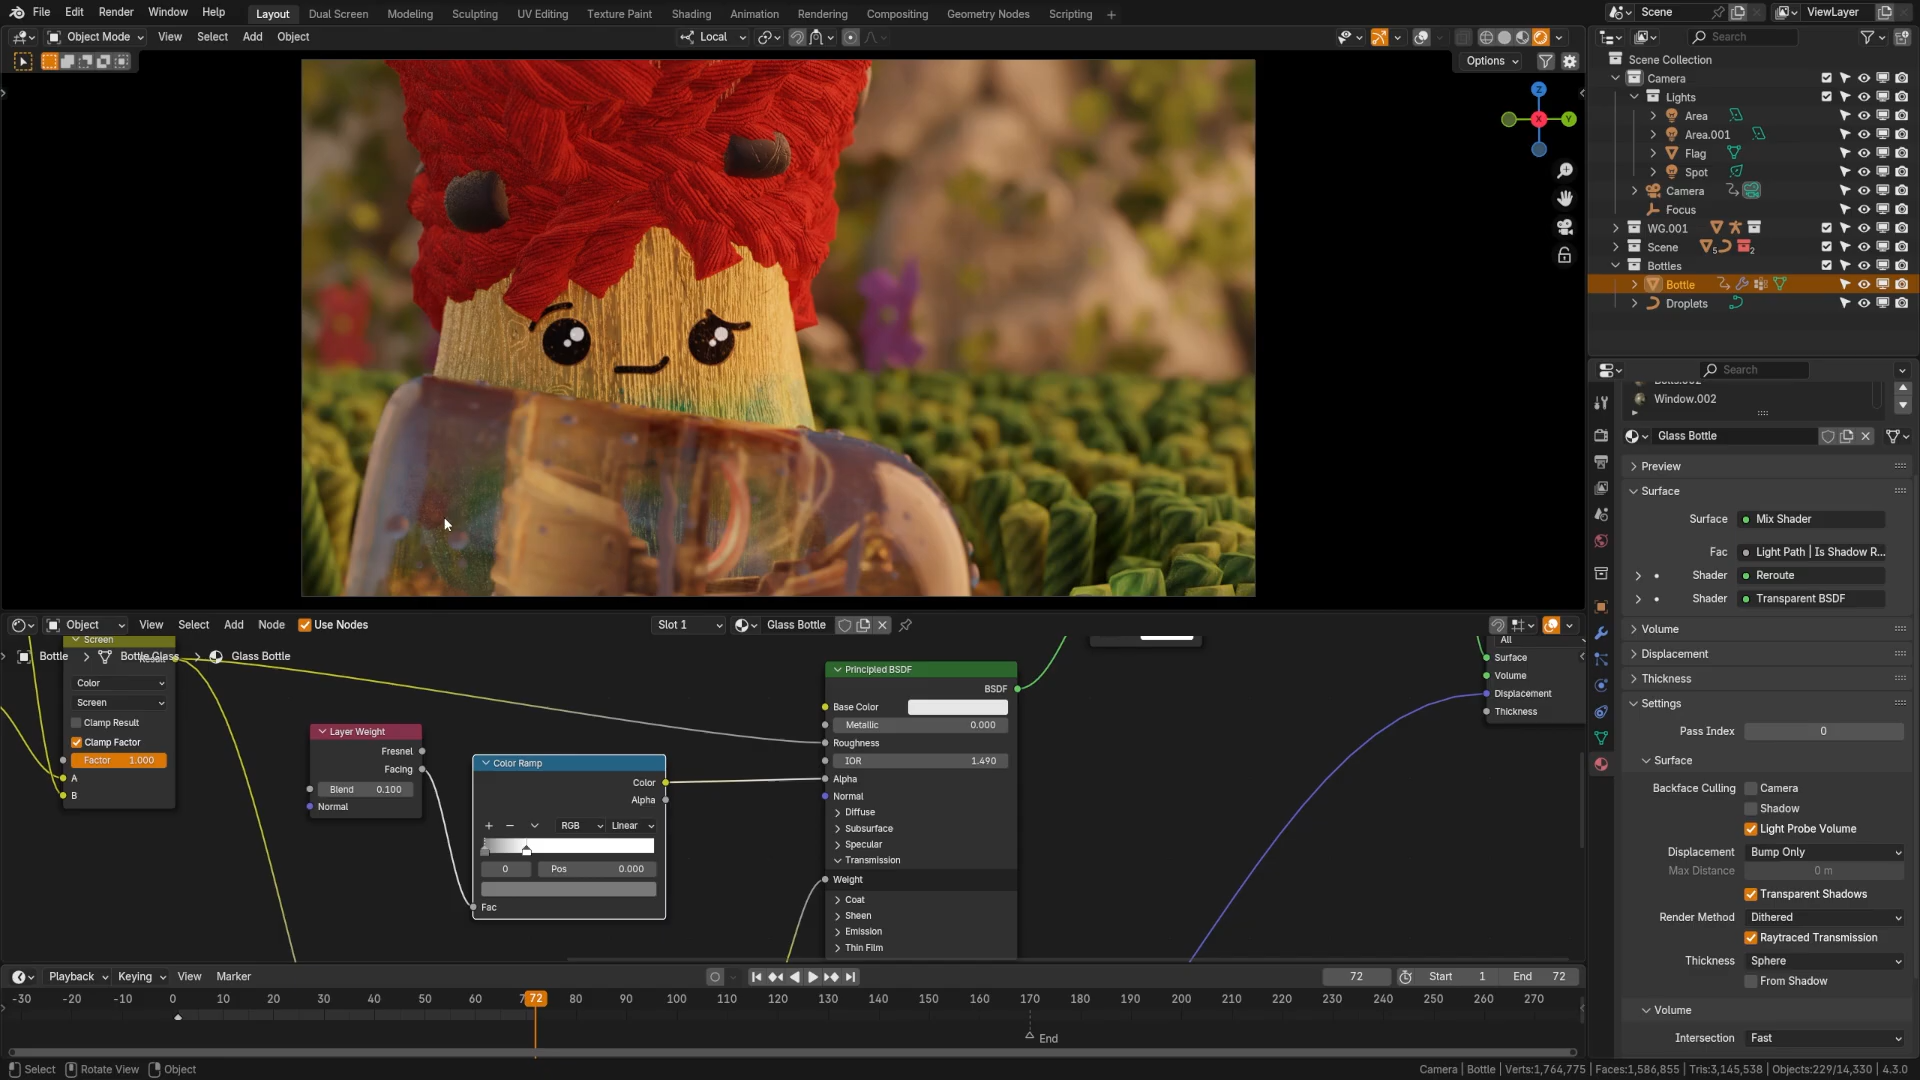 File Edit Render Window Help Layout Dual Screen Modeling Sculpting UV Editing Texture Paint Shading Animation Rendering Compositing Geometry Nodes Scripting + Scene ViewLayer
Object Mode View Select Add Object Local Search
Options
Scene Collection
Camera
Lights
Area
Area.001
Flag
Spot
Camera
Focus
WG.001
Scene 5 2
Bottles
Bottle
Droplets
Z
X
Y
Search
Window.002
Glass Bottle
Preview
Surface
Surface Mix Shader
Fac Light Path | Is Shadow R...
Shader Reroute
Shader Transparent BSDF
Volume
Displacement
Thickness
Settings
Pass Index 0
Surface
Backface Culling Camera
Shadow
Light Probe Volume
Displacement Bump Only
Max Distance 0 m
Transparent Shadows
Render Method Dithered
Raytraced Transmission
Thickness Sphere
From Shadow
Volume
Intersection Fast
Object View Select Add Node Use Nodes Slot 1 Glass Bottle
Bottle > Bottle Glass > Glass Bottle
Screen
Color
Screen
Clamp Result
Clamp Factor
Factor 1.000
A
B
Layer Weight
Fresnel
Facing
Blend 0.100
Normal
Color Ramp
Color
Alpha
+ − RGB Linear
0 Pos 0.000
Fac
Principled BSDF
BSDF
Base Color
Metallic 0.000
Roughness
IOR 1.490
Alpha
Normal
Diffuse
Subsurface
Specular
Transmission
Weight
Coat
Sheen
Emission
Thin Film
All
Surface
Volume
Displacement
Thickness
Playback Keying View Marker 72 Start 1 End 72
-30 -20 -10 0 10 20 30 40 50 60 72 80 90 100 110 120 130 140 150 160 170 180 190 200 210 220 230 240 250 260 270
End
Select Rotate View Object Camera | Bottle | Verts:1,764,775 | Faces:1,586,855 | Tris:3,145,538 | Objects:229/14,330 | 4.3.0